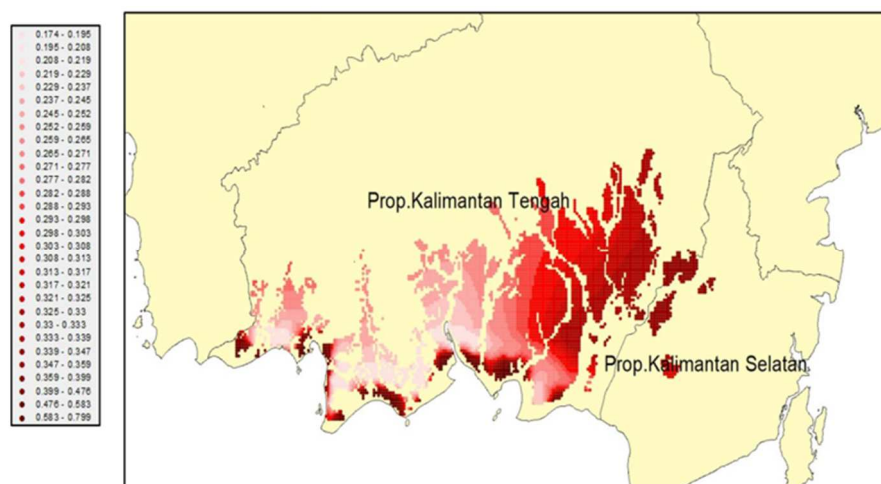 0.174 - 0.195
0.195 - 0.208
0.208 - 0.219
0.219 - 0.229
0.229 - 0.237
0.237 - 0.245
0.245 - 0.252
0.252 - 0.259
0.259 - 0.265
0.265 - 0.271
0.271 - 0.277
0.277 - 0.282
0.282 - 0.288
0.288 - 0.293
0.293 - 0.298
0.298 - 0.303
0.303 - 0.308
0.308 - 0.313
0.313 - 0.317
0.317 - 0.321
0.321 - 0.325
0.325 - 0.33
0.33 - 0.333
0.333 - 0.339
0.339 - 0.347
0.347 - 0.359
0.359 - 0.399
0.399 - 0.476
0.476 - 0.583
0.583 - 0.799
Prop.Kalimantan Tengah
Prop.Kalimantan Selatan